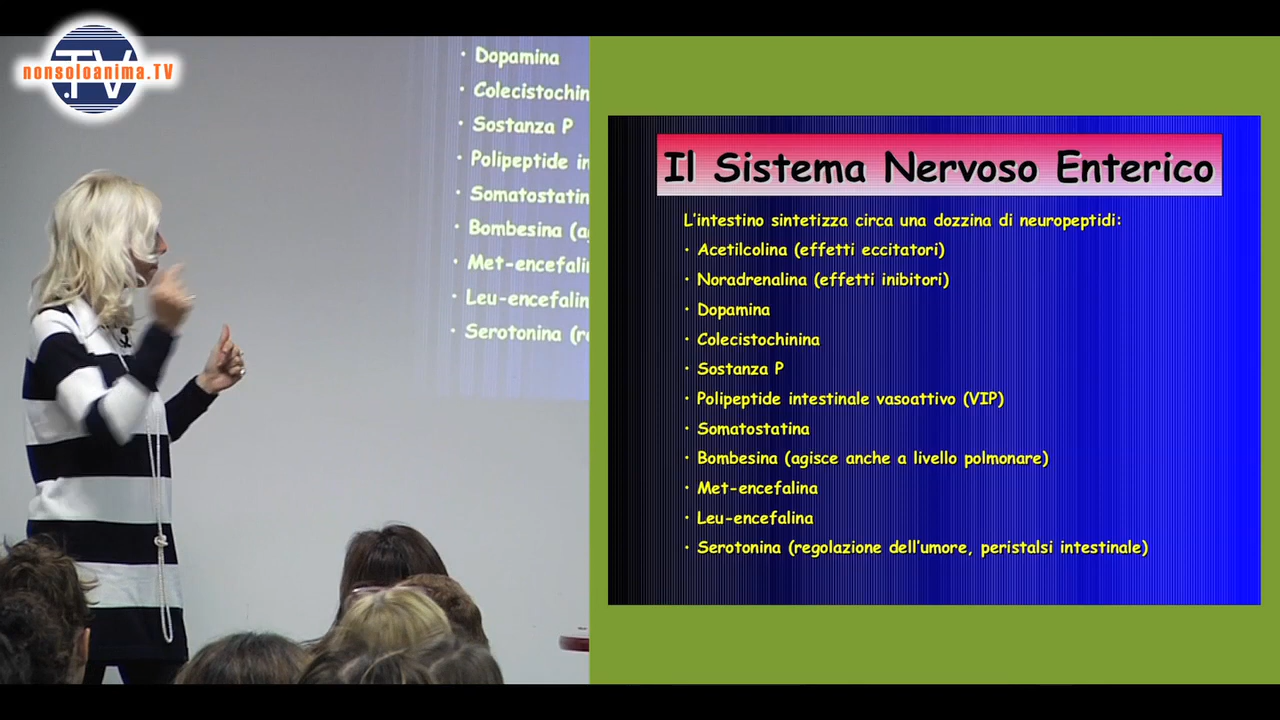 .TV
nonsoloanima.TV
• Dopamina
• Colecistochin
• Sostanza P
• Polipeptide in
• Somatostatin
• Bombesina (ag
• Met-encefalin
• Leu-encefalin
• Serotonina (re
Il Sistema Nervoso Enterico
L'intestino sintetizza circa una dozzina di neuropeptidi:
• Acetilcolina (effetti eccitatori)
• Noradrenalina (effetti inibitori)
• Dopamina
• Colecistochinina
• Sostanza P
• Polipeptide intestinale vasoattivo (VIP)
• Somatostatina
• Bombesina (agisce anche a livello polmonare)
• Met-encefalina
• Leu-encefalina
• Serotonina (regolazione dell'umore, peristalsi intestinale)